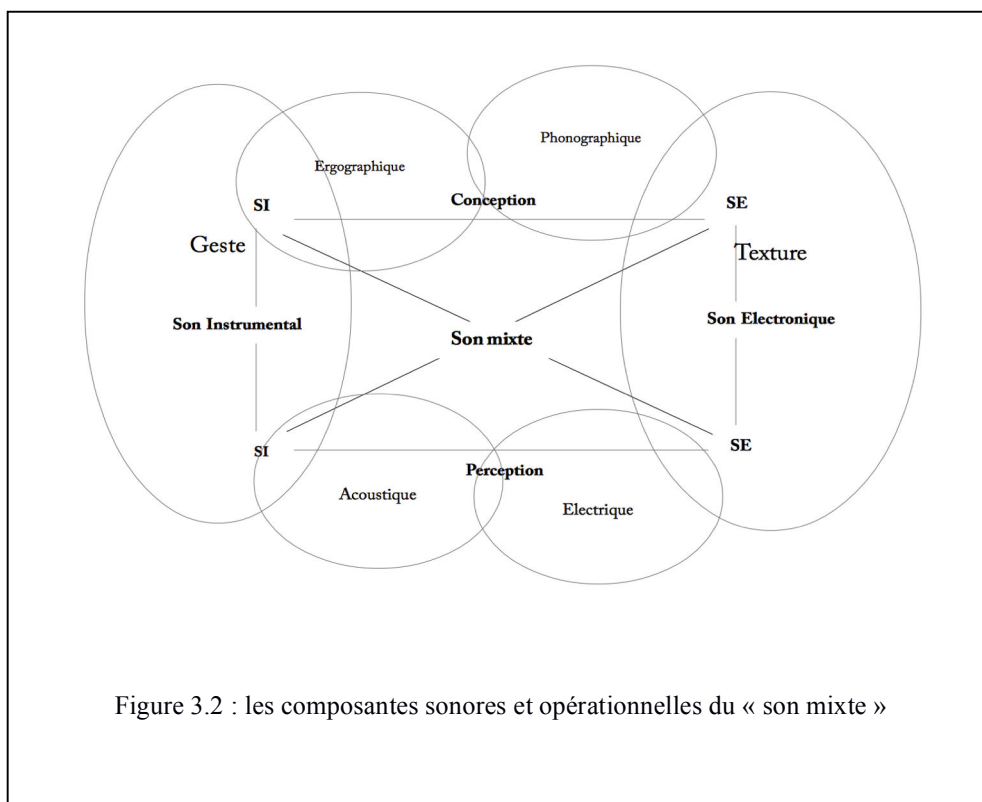 Phonographique
Ergographique
SI Conception SE
Geste Texture
Son Instrumental Son mixte Son Electronique
SI Perception SE
Acoustique Electrique
Figure 3.2 : les composantes sonores et opérationnelles du « son mixte »